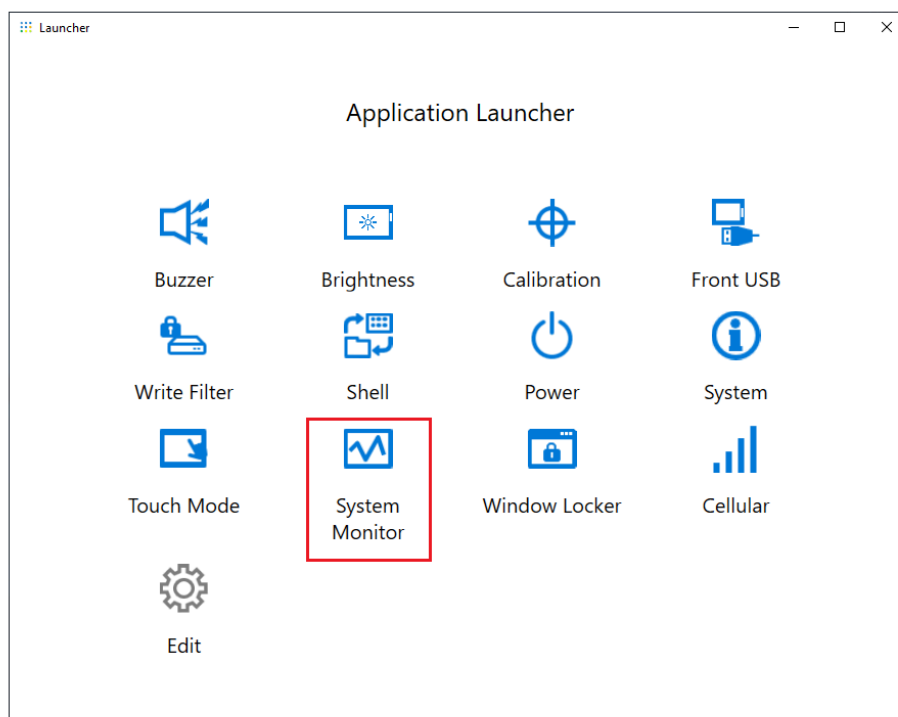 Launcher
Application Launcher
Buzzer
Brightness
Calibration
Front USB
Write Filter
Shell
Power
System
Touch Mode
System
Monitor
Window Locker
Cellular
Edit